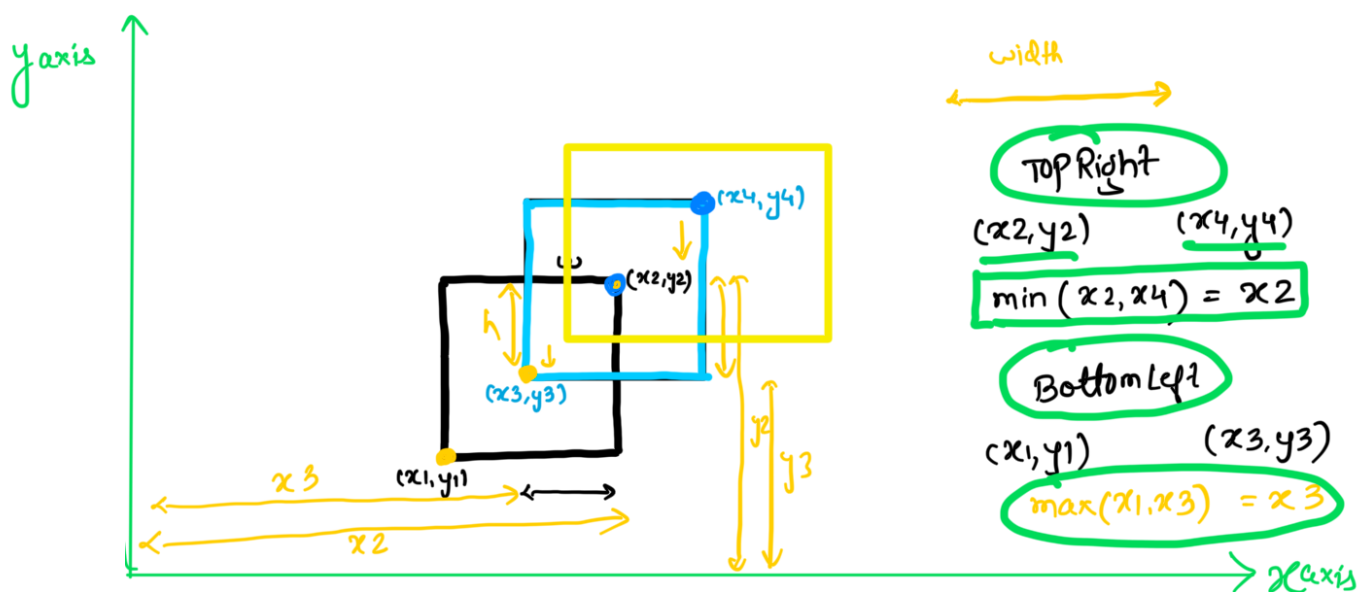 y axis
width
Top Right
(x4, y4)
(x2, y2)
(x4, y4)
w
(x2, y2)
min (x2, x4) = x2
h
(x3, y3)
Bottom Left
y2
y3
(x1, y1)
(x3, y3)
(x1, y1)
x3
max(x1, x3) = x3
x2
x axis